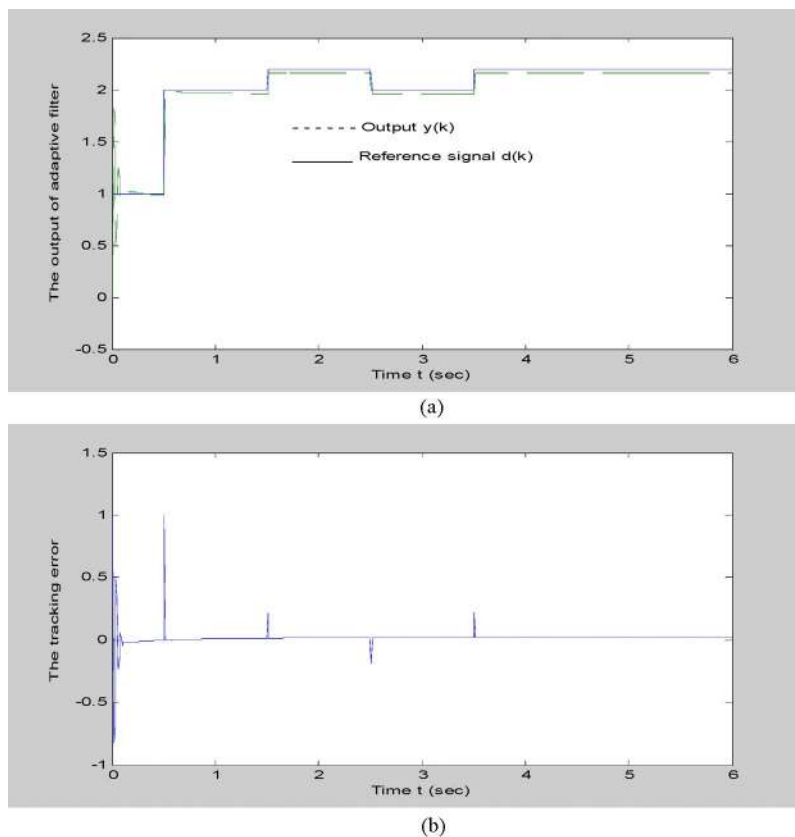 2.5
2
1.5
1
0.5
0
-0.5
The output of adaptive filter
Output y(k)
Reference signal d(k)
0 1 2 3 4 5 6
Time t (sec)
(a)
1.5
1
0.5
0
-0.5
-1
The tracking error
0 1 2 3 4 5 6
Time t (sec)
(b)